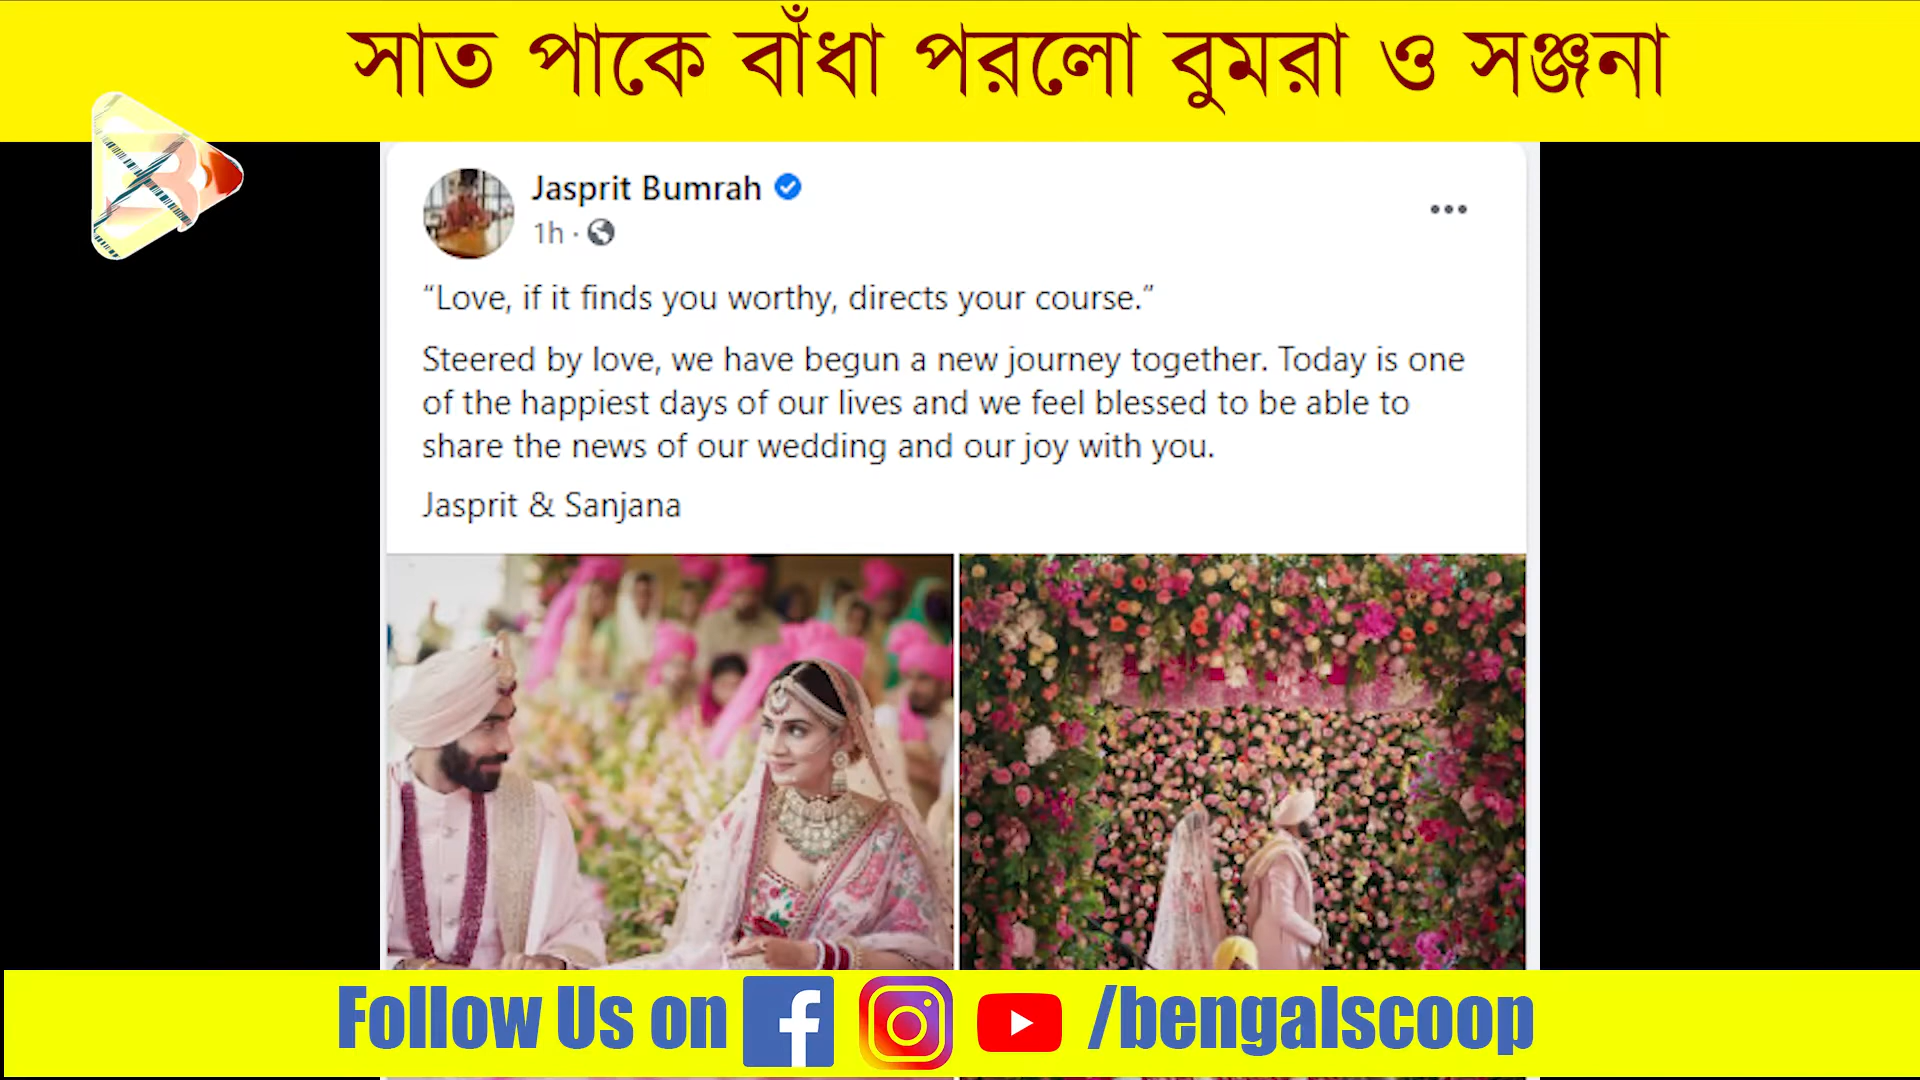 সাত পাকে বাঁধা পরলো বুমরা ও সঞ্জনা
Jasprit Bumrah
1h ·
“Love, if it finds you worthy, directs your course.”
Steered by love, we have begun a new journey together. Today is one
of the happiest days of our lives and we feel blessed to be able to
share the news of our wedding and our joy with you.
Jasprit & Sanjana
Follow Us on /bengalscoop